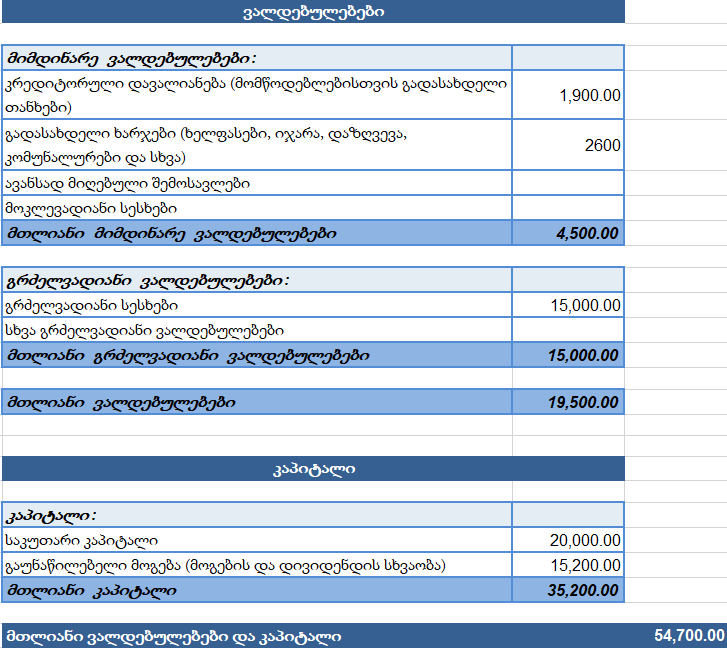 ვალდებულებები
მიმდინარე ვალდებულებები:
კრედიტორული დავალიანება (მომწოდებლებისთვის გადასახდელი
თანხები) 1,900.00
გადასახდელი ხარჯები (ხელფასები, იჯარა, დაზღვევა,
კომუნალურები და სხვა) 2600
ავანსად მიღებული შემოსავლები
მოკლევადიანი სესხები
მთლიანი მიმდინარე ვალდებულებები 4,500.00
გრძელვადიანი ვალდებულებები:
გრძელვადიანი სესხები 15,000.00
სხვა გრძელვადიანი ვალდებულებები
მთლიანი გრძელვადიანი ვალდებულებები 15,000.00
მთლიანი ვალდებულებები 19,500.00
კაპიტალი
კაპიტალი:
საკუთარი კაპიტალი 20,000.00
გაუნაწილებელი მოგება (მოგების და დივიდენდის სხვაობა) 15,200.00
მთლიანი კაპიტალი 35,200.00
მთლიანი ვალდებულებები და კაპიტალი 54,700.00